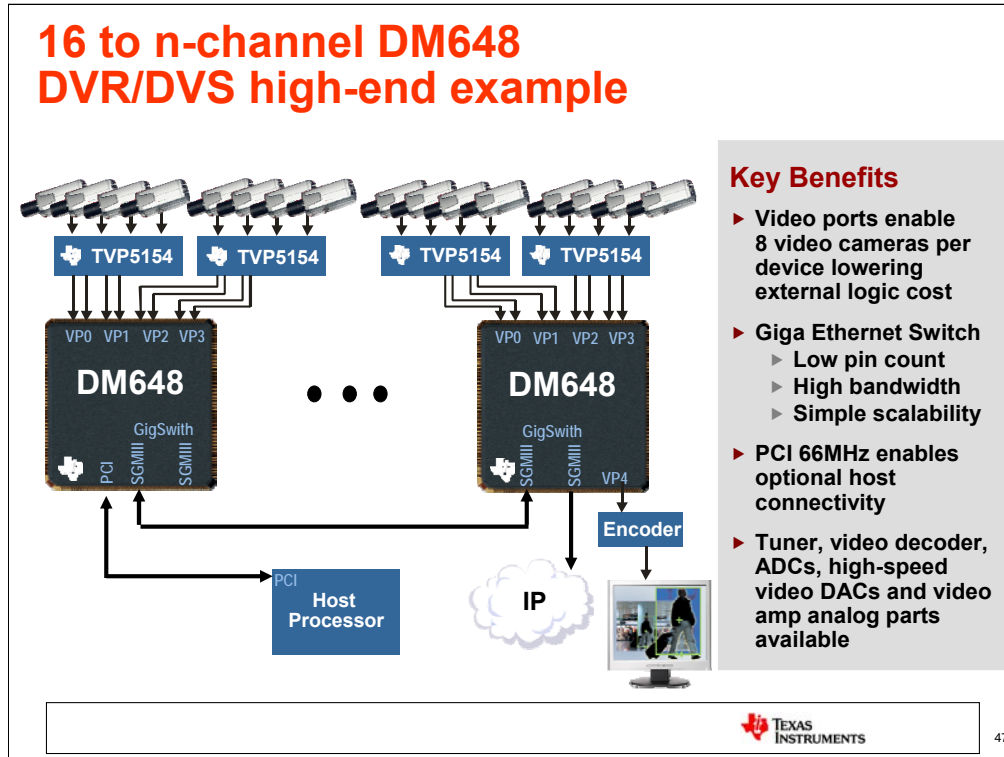 16 to n-channel DM648
DVR/DVS high-end example
TVP5154
TVP5154
TVP5154
TVP5154
VP0 VP1 VP2 VP3
DM648
GigSwith
PCI
SGMIII
SGMIII
VP0 VP1 VP2 VP3
DM648
GigSwith
SGMIII
SGMIII
VP4
Encoder
PCI
Host
Processor
IP
Key Benefits
Video ports enable
8 video cameras per
device lowering
external logic cost
Giga Ethernet Switch
Low pin count
High bandwidth
Simple scalability
PCI 66MHz enables
optional host
connectivity
Tuner, video decoder,
ADCs, high-speed
video DACs and video
amp analog parts
available
TEXAS
INSTRUMENTS
47